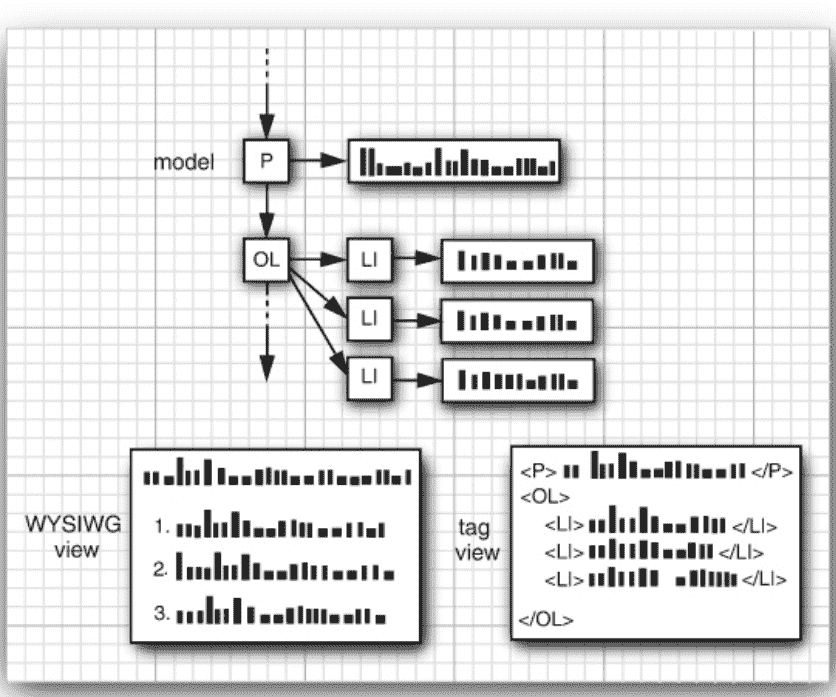 model
P
OL
LI
LI
LI
WYSIWG
view
1.
2.
3.
tag
view
<P> </P>
<OL>
<LI> </LI>
<LI> </LI>
<LI> </LI>
</OL>